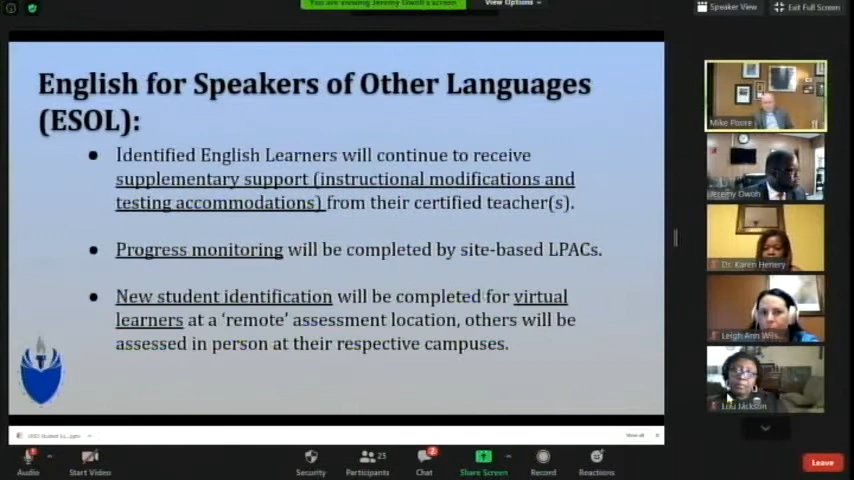 You are viewing Jeremy Owoh's screen
View Options
Speaker View
Exit Full Screen
English for Speakers of Other Languages
(ESOL):
● Identified English Learners will continue to receive
supplementary support (instructional modifications and
testing accommodations) from their certified teacher(s).
● Progress monitoring will be completed by site-based LPACs.
● New student identification will be completed for virtual
learners at a ‘remote’ assessment location, others will be
assessed in person at their respective campuses.
Mike Poore
Jeremy Owoh
Dr. Karen Henery
Leigh Ann Wils...
Lou Jackson
Show all
Audio
Start Video
Security
Participants
25
Chat
2
Share Screen
Record
Reactions
Leave